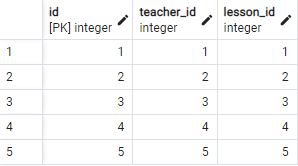 id teacher_id lesson_id
[PK] integer integer integer
1 1 1 1
2 2 2 2
3 3 3 3
4 4 4 4
5 5 5 5